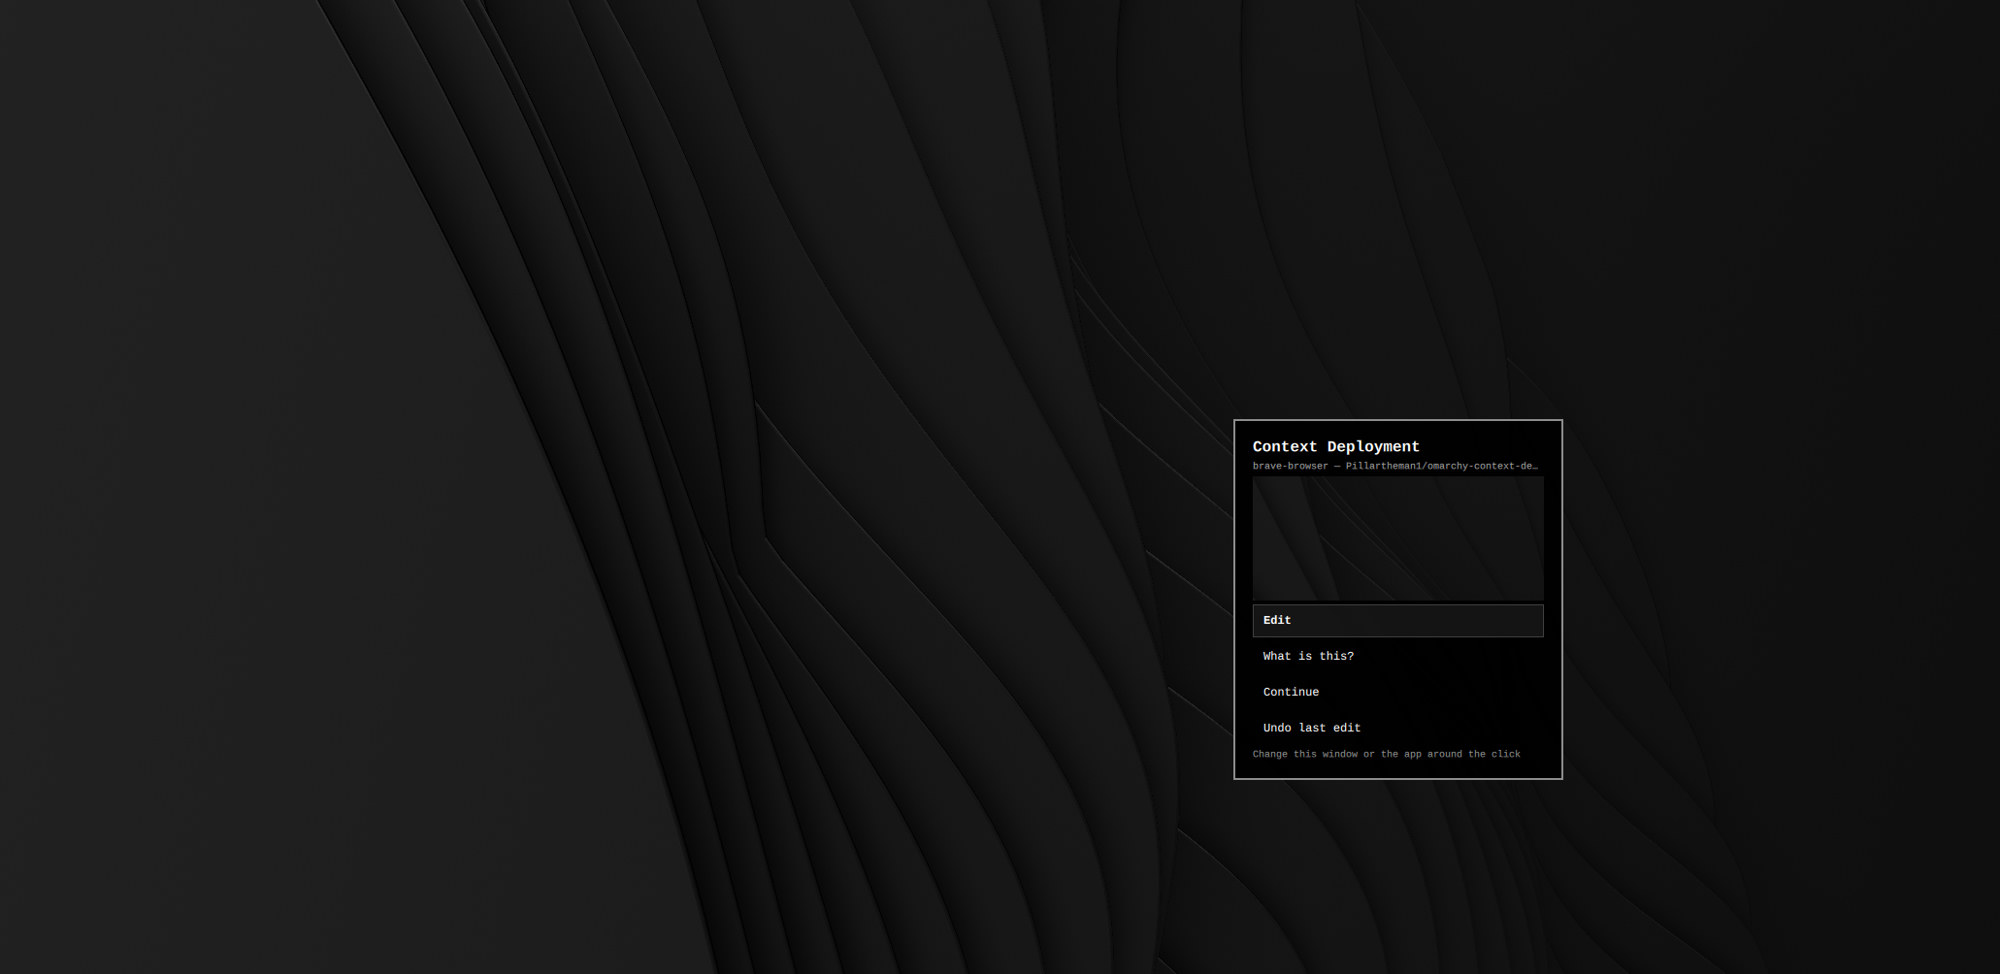 Context Deployment
brave-browser — Pillartheman1/omarchy-context-de…
Edit
What is this?
Continue
Undo last edit
Change this window or the app around the click